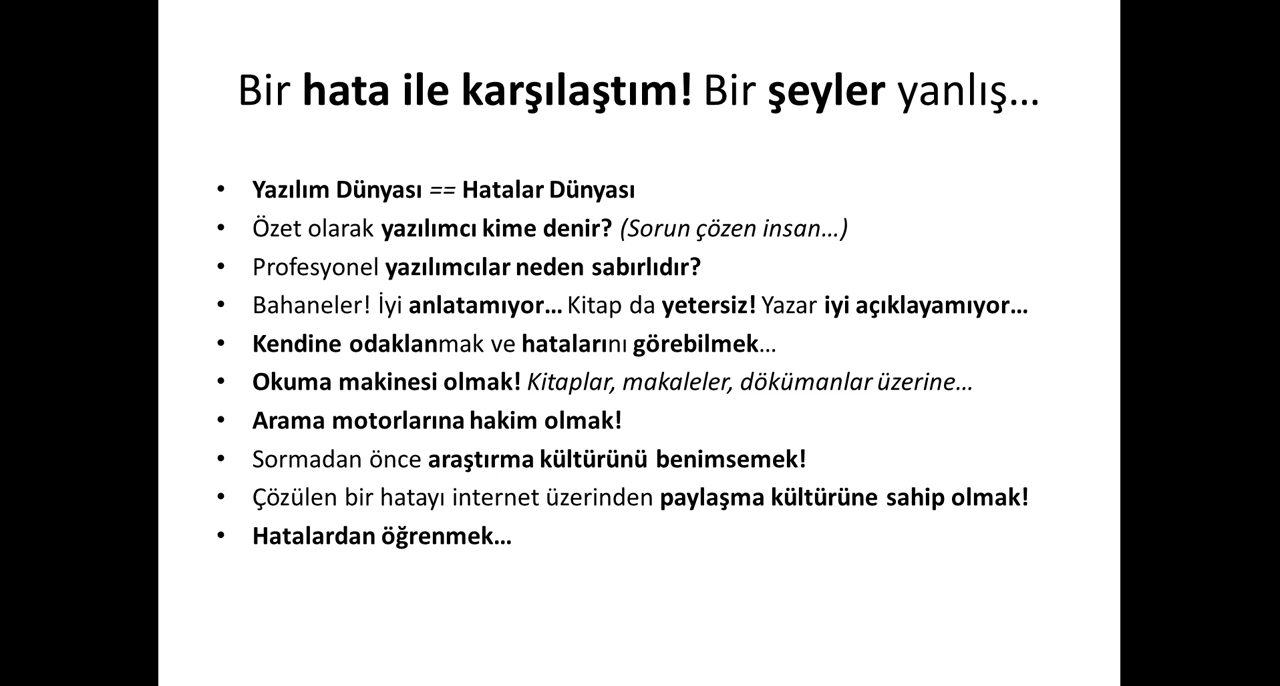 Bir hata ile karşılaştım! Bir şeyler yanlış…
• Yazılım Dünyası == Hatalar Dünyası
• Özet olarak yazılımcı kime denir? (Sorun çözen insan…)
• Profesyonel yazılımcılar neden sabırlıdır?
• Bahaneler! İyi anlatamıyor… Kitap da yetersiz! Yazar iyi açıklayamıyor…
• Kendine odaklanmak ve hatalarını görebilmek…
• Okuma makinesi olmak! Kitaplar, makaleler, dökümanlar üzerine…
• Arama motorlarına hakim olmak!
• Sormadan önce araştırma kültürünü benimsemek!
• Çözülen bir hatayı internet üzerinden paylaşma kültürüne sahip olmak!
• Hatalardan öğrenmek…